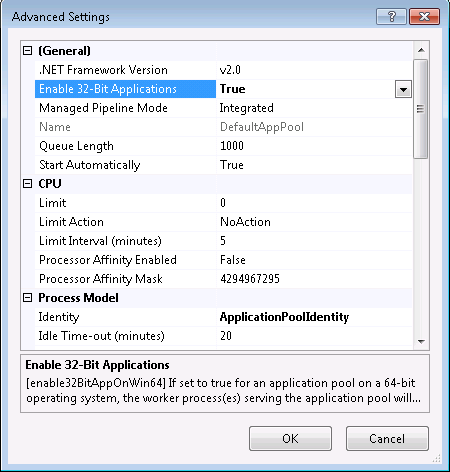 Advanced Settings
(General)
.NET Framework Version v2.0
Enable 32-Bit Applications True
Managed Pipeline Mode Integrated
Name DefaultAppPool
Queue Length 1000
Start Automatically True
CPU
Limit 0
Limit Action NoAction
Limit Interval (minutes) 5
Processor Affinity Enabled False
Processor Affinity Mask 4294967295
Process Model
Identity ApplicationPoolIdentity
Idle Time-out (minutes) 20
Enable 32-Bit Applications
[enable32BitAppOnWin64] If set to true for an application pool on a 64-bit
operating system, the worker process(es) serving the application pool will...
OK Cancel